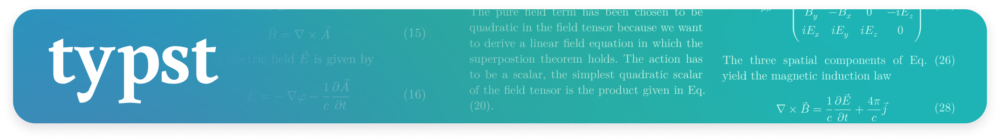 typst
B⃗ = ∇ × A⃗ (15)
electric field E⃗ is given by
E⃗ = − ∇φ − 1/c ∂A⃗/∂t (16)
The pure field term has been chosen to be
quadratic in the field tensor because we want
to derive a linear field equation in which the
superpostion theorem holds. The action has
to be a scalar, the simplest quadratic scalar
of the field tensor is the product given in Eq.
(20).
B_y −B_x 0 −iE_z
iE_x iE_y iE_z 0
The three spatial components of Eq. (26)
yield the magnetic induction law
∇ × B⃗ = 1/c ∂E⃗/∂t + 4π/c j⃗ (28)